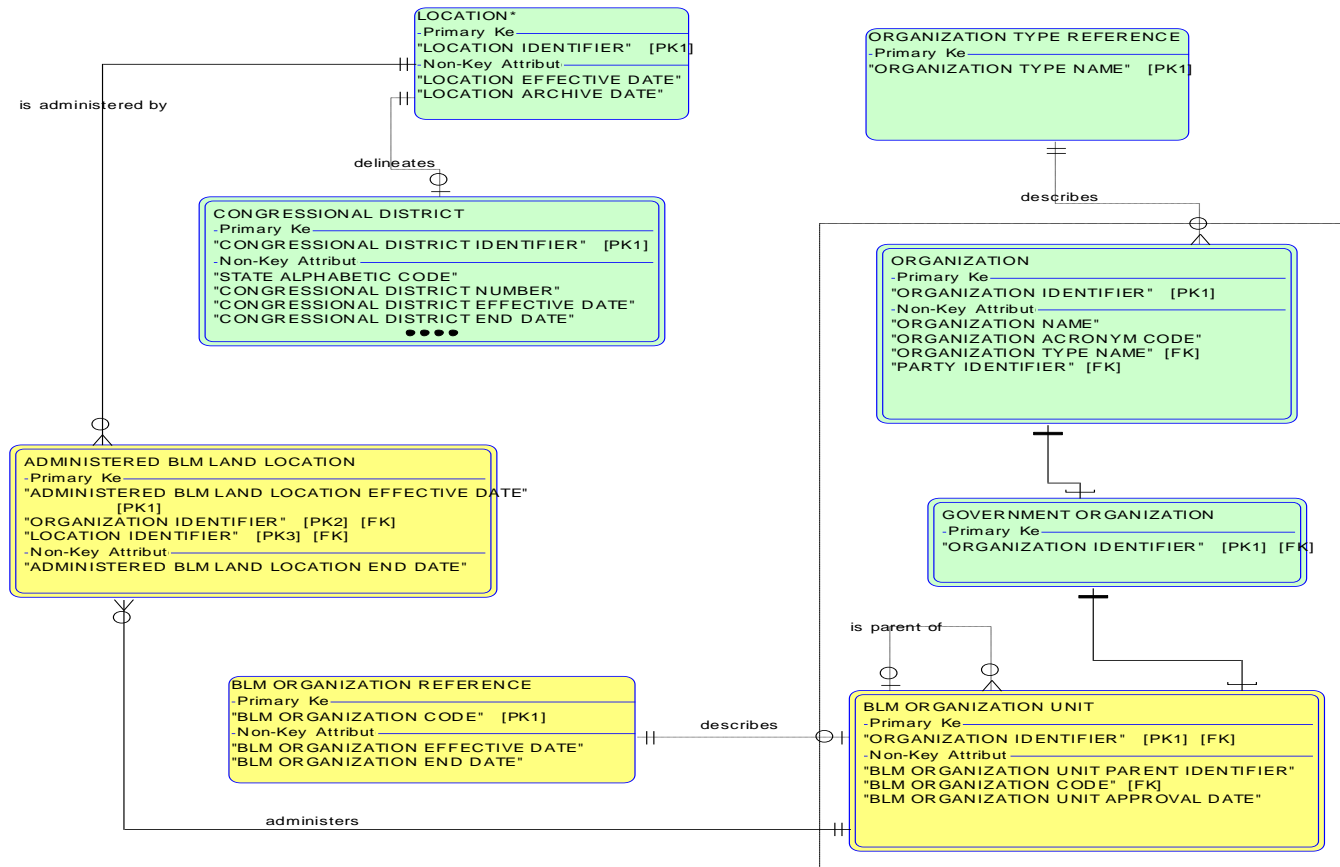 LOCATION*
-Primary Ke
"LOCATION IDENTIFIER" [PK1]
-Non-Key Attribut
"LOCATION EFFECTIVE DATE"
"LOCATION ARCHIVE DATE"
ORGANIZATION TYPE REFERENCE
-Primary Ke
"ORGANIZATION TYPE NAME" [PK1]
is administered by
delineates
describes
CONGRESSIONAL DISTRICT
-Primary Ke
"CONGRESSIONAL DISTRICT IDENTIFIER" [PK1]
-Non-Key Attribut
"STATE ALPHABETIC CODE"
"CONGRESSIONAL DISTRICT NUMBER"
"CONGRESSIONAL DISTRICT EFFECTIVE DATE"
"CONGRESSIONAL DISTRICT END DATE"
ORGANIZATION
-Primary Ke
"ORGANIZATION IDENTIFIER" [PK1]
-Non-Key Attribut
"ORGANIZATION NAME"
"ORGANIZATION ACRONYM CODE"
"ORGANIZATION TYPE NAME" [FK]
"PARTY IDENTIFIER" [FK]
ADMINISTERED BLM LAND LOCATION
-Primary Ke
"ADMINISTERED BLM LAND LOCATION EFFECTIVE DATE"
[PK1]
"ORGANIZATION IDENTIFIER" [PK2] [FK]
"LOCATION IDENTIFIER" [PK3] [FK]
-Non-Key Attribut
"ADMINISTERED BLM LAND LOCATION END DATE"
GOVERNMENT ORGANIZATION
-Primary Ke
"ORGANIZATION IDENTIFIER" [PK1] [FK]
is parent of
BLM ORGANIZATION REFERENCE
-Primary Ke
"BLM ORGANIZATION CODE" [PK1]
-Non-Key Attribut
"BLM ORGANIZATION EFFECTIVE DATE"
"BLM ORGANIZATION END DATE"
describes
BLM ORGANIZATION UNIT
-Primary Ke
"ORGANIZATION IDENTIFIER" [PK1] [FK]
-Non-Key Attribut
"BLM ORGANIZATION UNIT PARENT IDENTIFIER"
"BLM ORGANIZATION CODE" [FK]
"BLM ORGANIZATION UNIT APPROVAL DATE"
administers